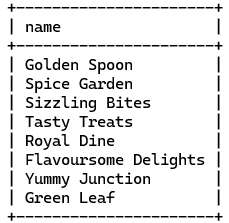 name
Golden Spoon
Spice Garden
Sizzling Bites
Tasty Treats
Royal Dine
Flavoursome Delights
Yummy Junction
Green Leaf